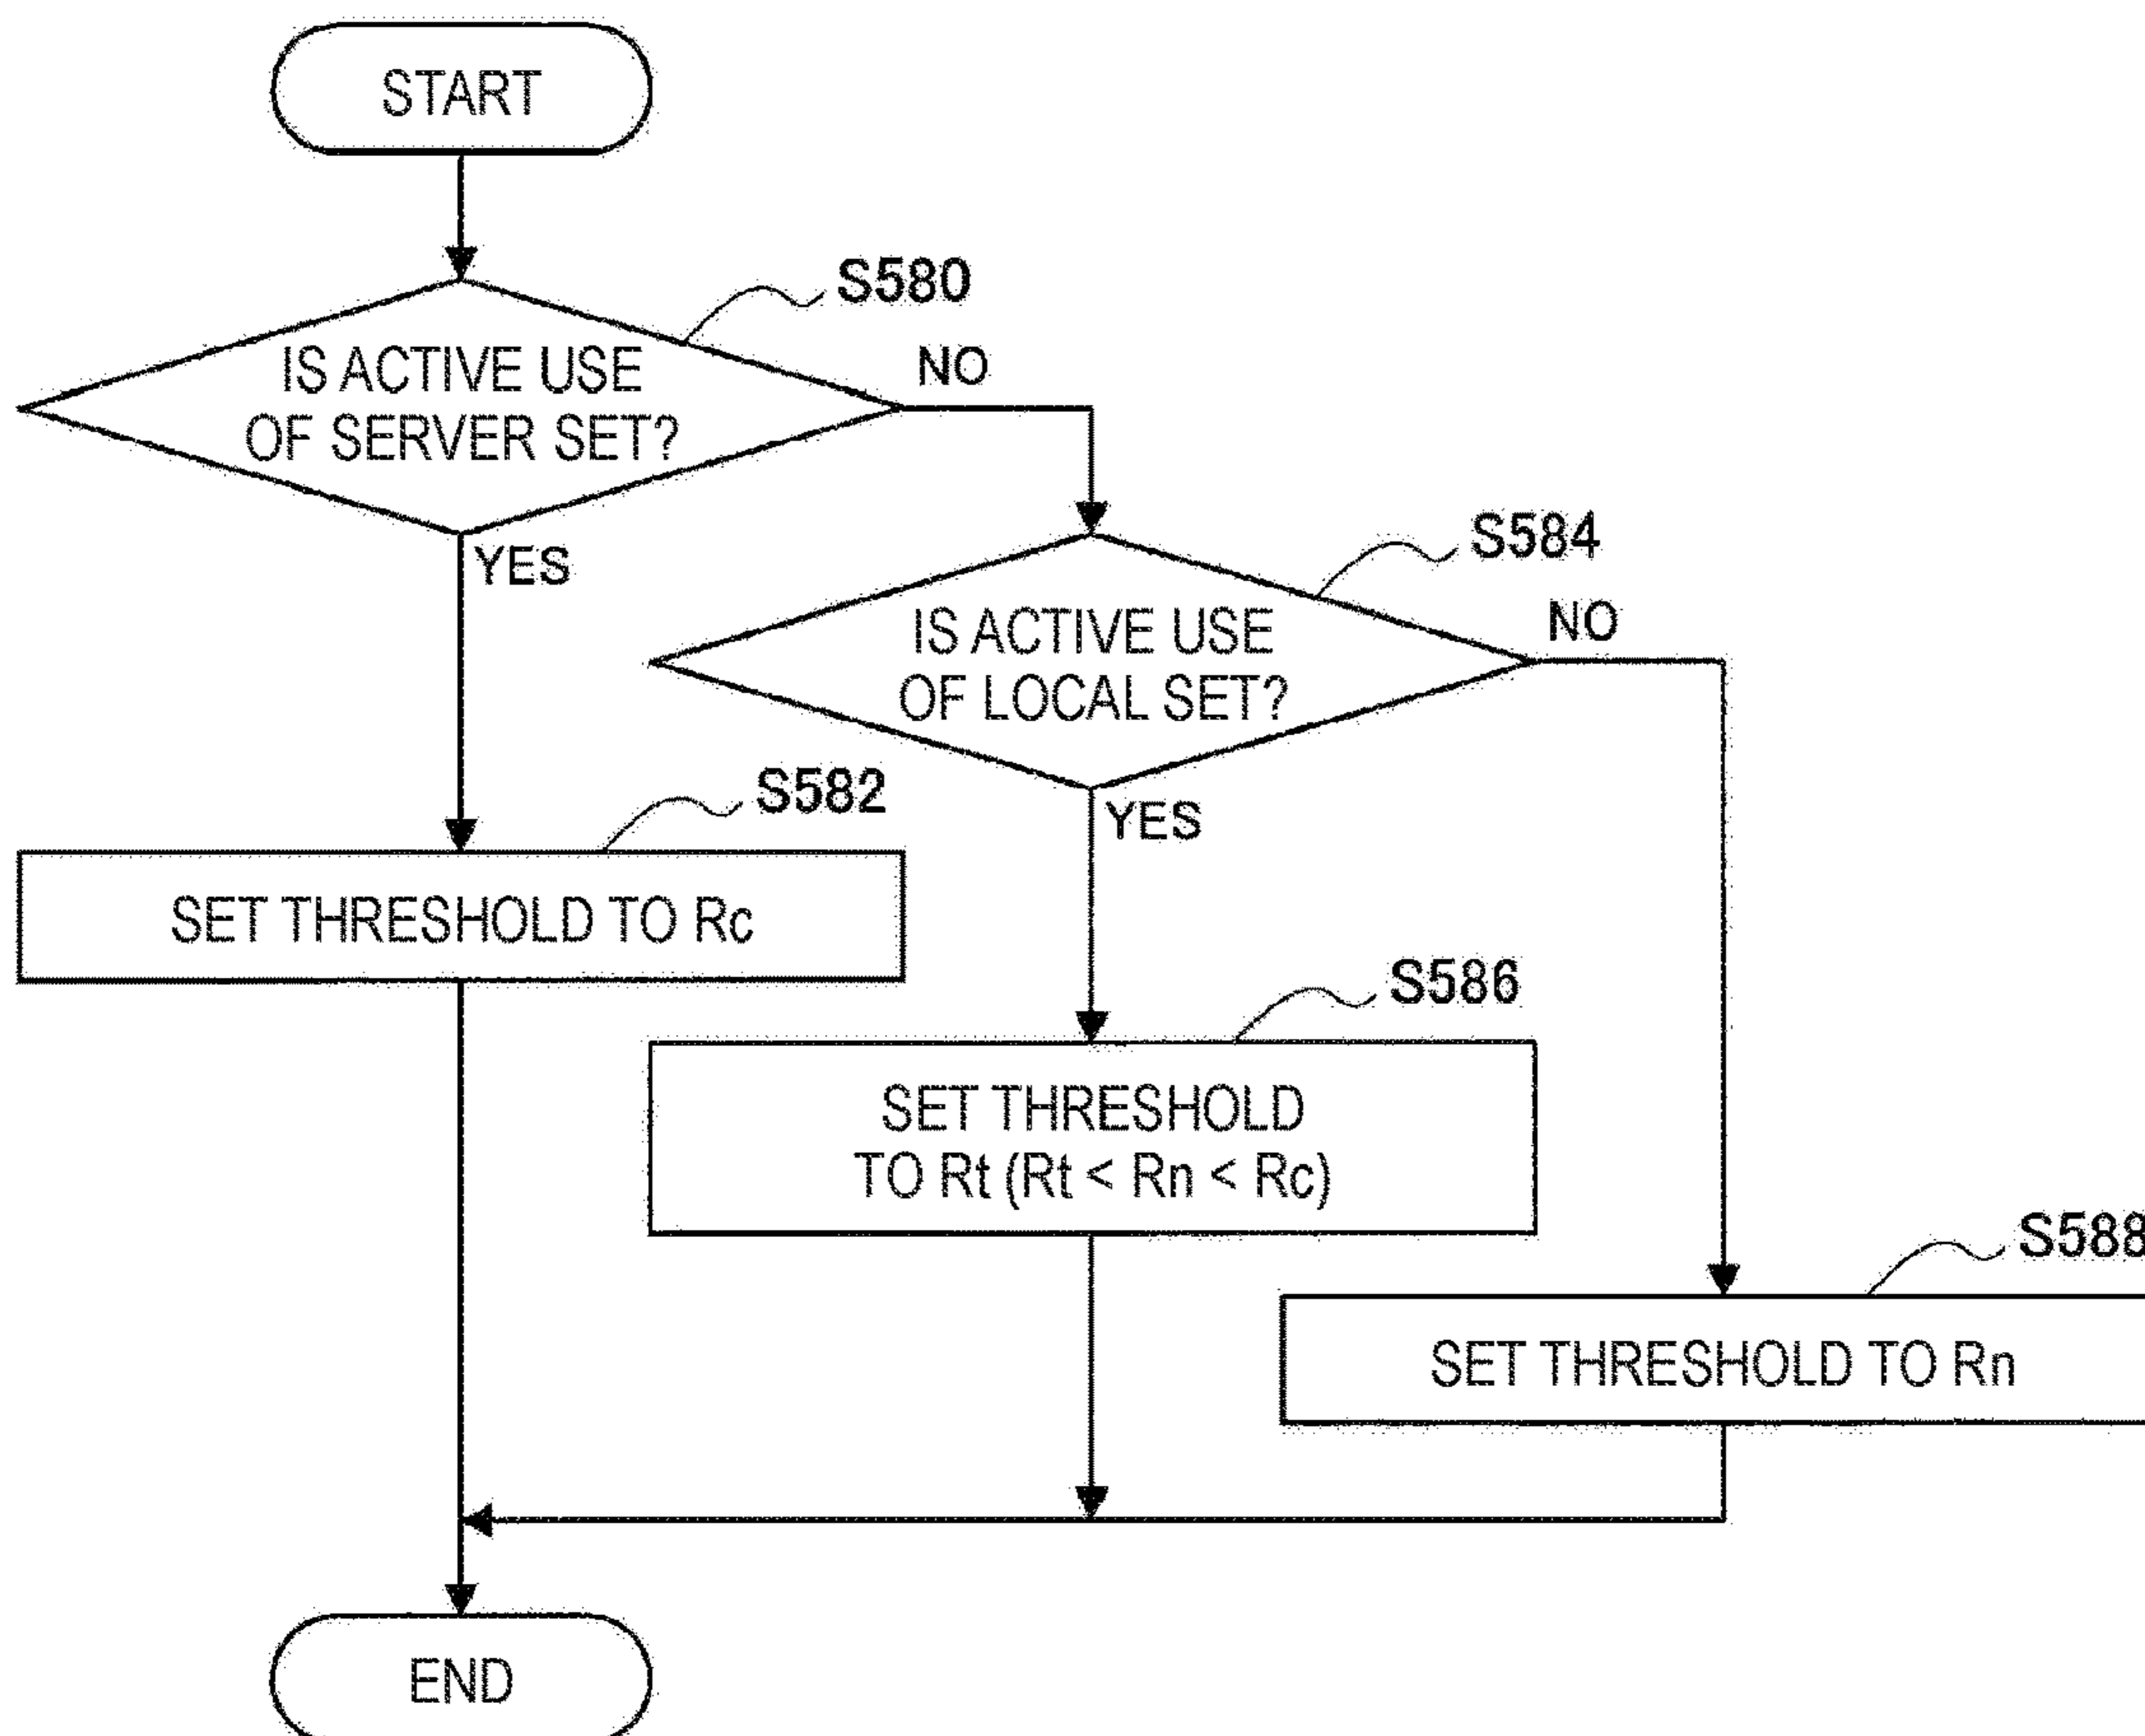 START
S580
IS ACTIVE USE
OF SERVER SET?
NO
YES
S584
IS ACTIVE USE
OF LOCAL SET?
NO
YES
S582
SET THRESHOLD TO Rc
S586
SET THRESHOLD
TO Rt (Rt < Rn < Rc)
S588
SET THRESHOLD TO Rn
END